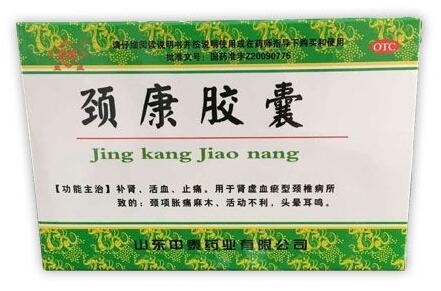 请仔细阅读说明书并按说明使用或在药师指导下购买和使用
批准文号：国药准字Z20090775
OTC
颈康胶囊
Jing kang Jiao nang
【功能主治】补肾、活血、止痛。用于肾虚血瘀型颈椎病所
致的：颈项胀痛麻木、活动不利，头晕耳鸣。
山东中泰药业有限公司